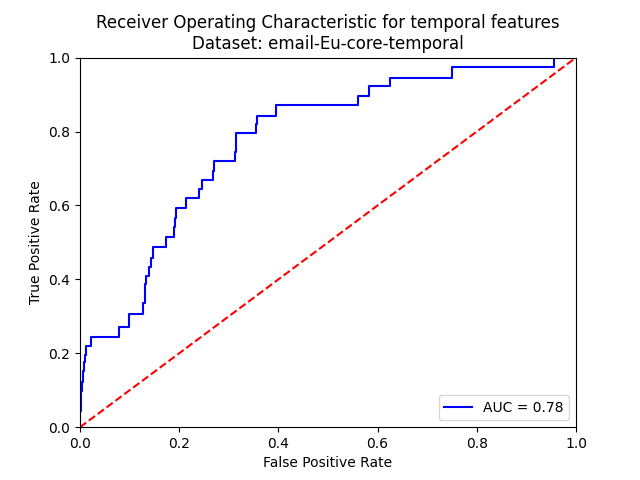 Receiver Operating Characteristic for temporal features
Dataset: email-Eu-core-temporal
1.0
0.8
0.6
0.4
0.2
0.0
True Positive Rate
AUC = 0.78
0.0 0.2 0.4 0.6 0.8 1.0
False Positive Rate